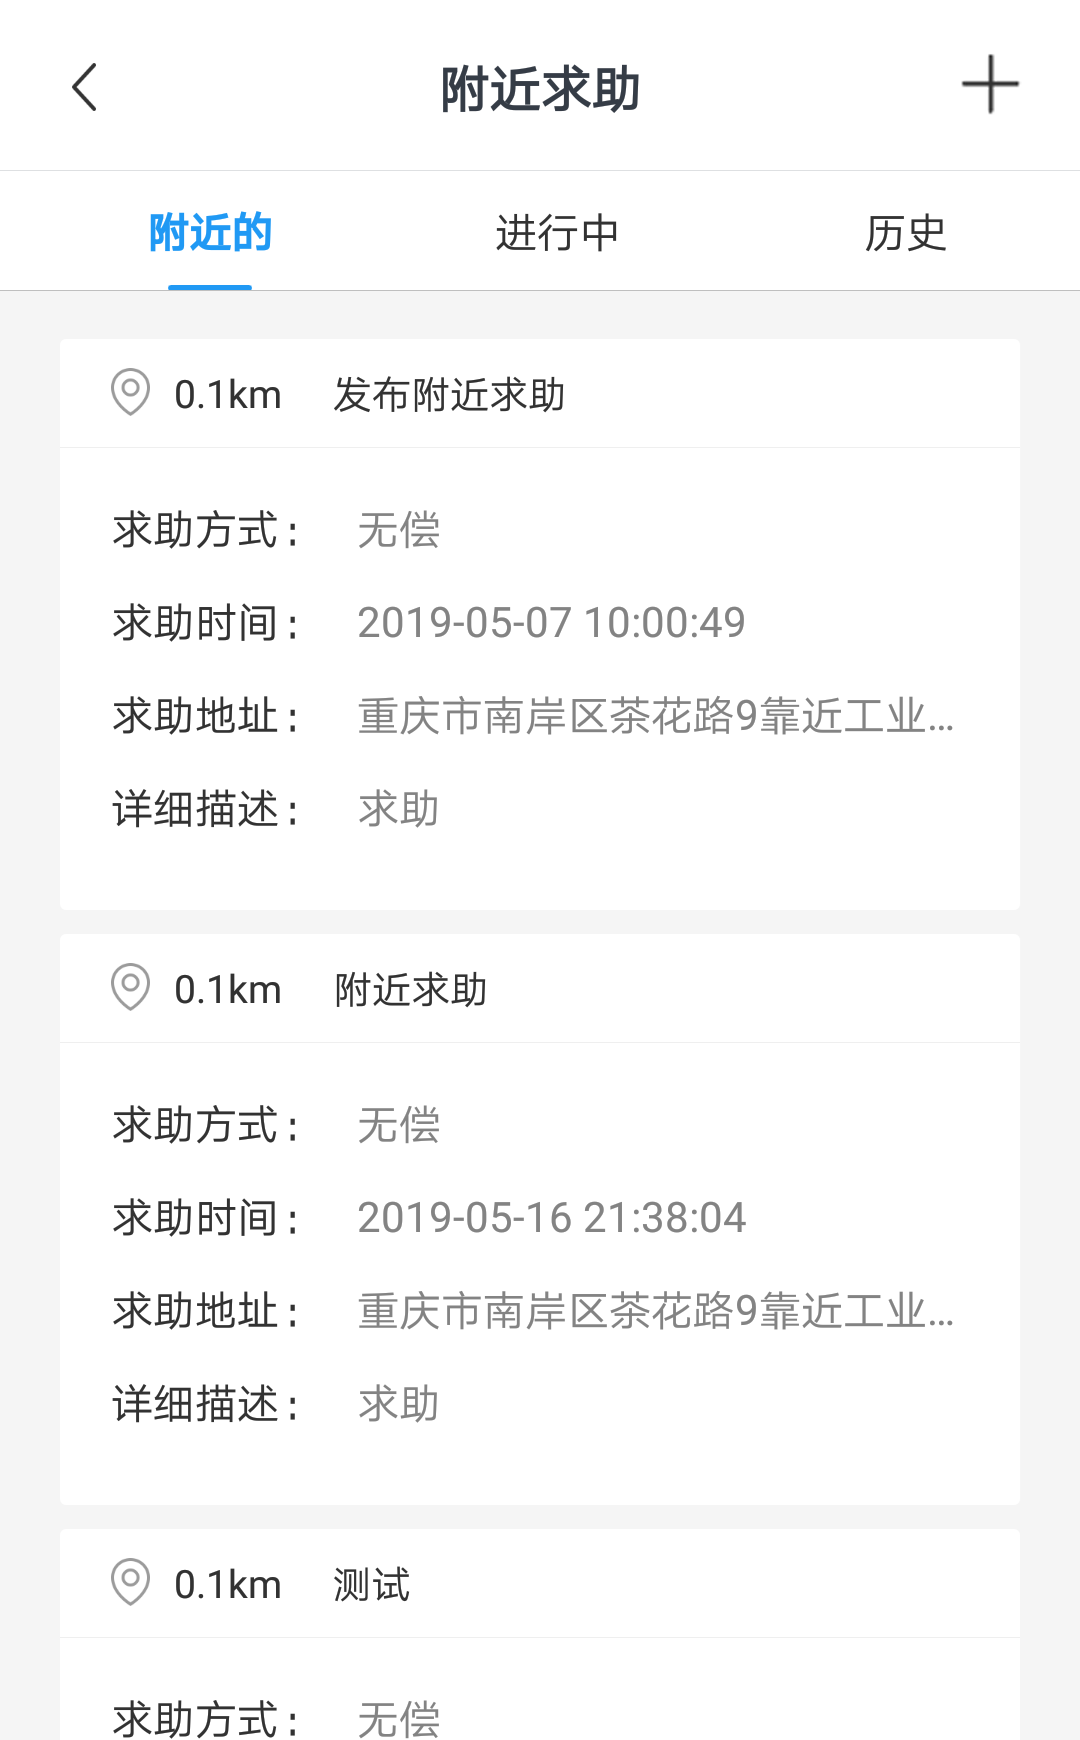 附近求助
附近的 进行中 历史
0.1km 发布附近求助
求助方式： 无偿
求助时间： 2019-05-07 10:00:49
求助地址： 重庆市南岸区茶花路9靠近工业...
详细描述： 求助
0.1km 附近求助
求助方式： 无偿
求助时间： 2019-05-16 21:38:04
求助地址： 重庆市南岸区茶花路9靠近工业...
详细描述： 求助
0.1km 测试
求助方式： 无偿